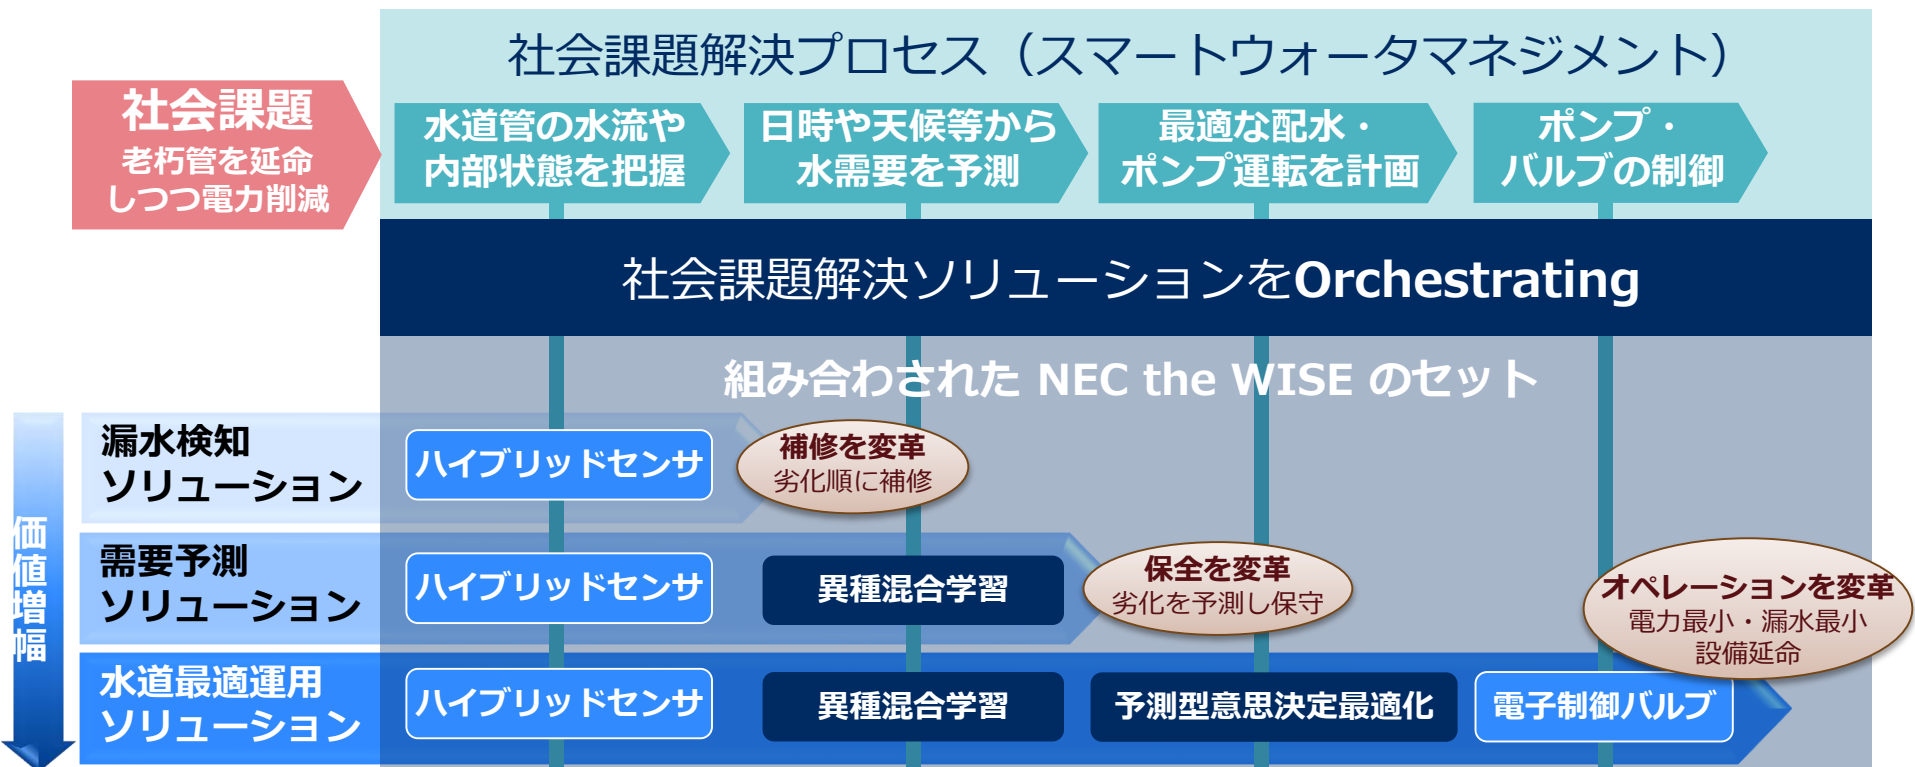 社会課題解決プロセス（スマートウォータマネジメント）
社会課題
老朽管を延命
しつつ電力削減
水道管の水流や
内部状態を把握
日時や天候等から
水需要を予測
最適な配水・
ポンプ運転を計画
ポンプ・
バルブの制御
社会課題解決ソリューションをOrchestrating
組み合わされた NEC the WISE のセット
価値増幅
漏水検知
ソリューション
ハイブリッドセンサ
補修を変革
劣化順に補修
需要予測
ソリューション
ハイブリッドセンサ
異種混合学習
保全を変革
劣化を予測し保守
オペレーションを変革
電力最小・漏水最小
設備延命
水道最適運用
ソリューション
ハイブリッドセンサ
異種混合学習
予測型意思決定最適化
電子制御バルブ